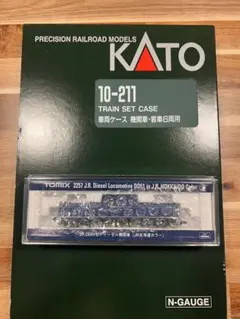 PRECISION RAILROAD MODELS
KATO
10-211
TRAIN SET CASE
車両ケース 機関車・客車6両用
TOMIX 2251 J.R. Diesel Locomotive DD51 in J.R. HOKKAIDO Color
N-GAUGE